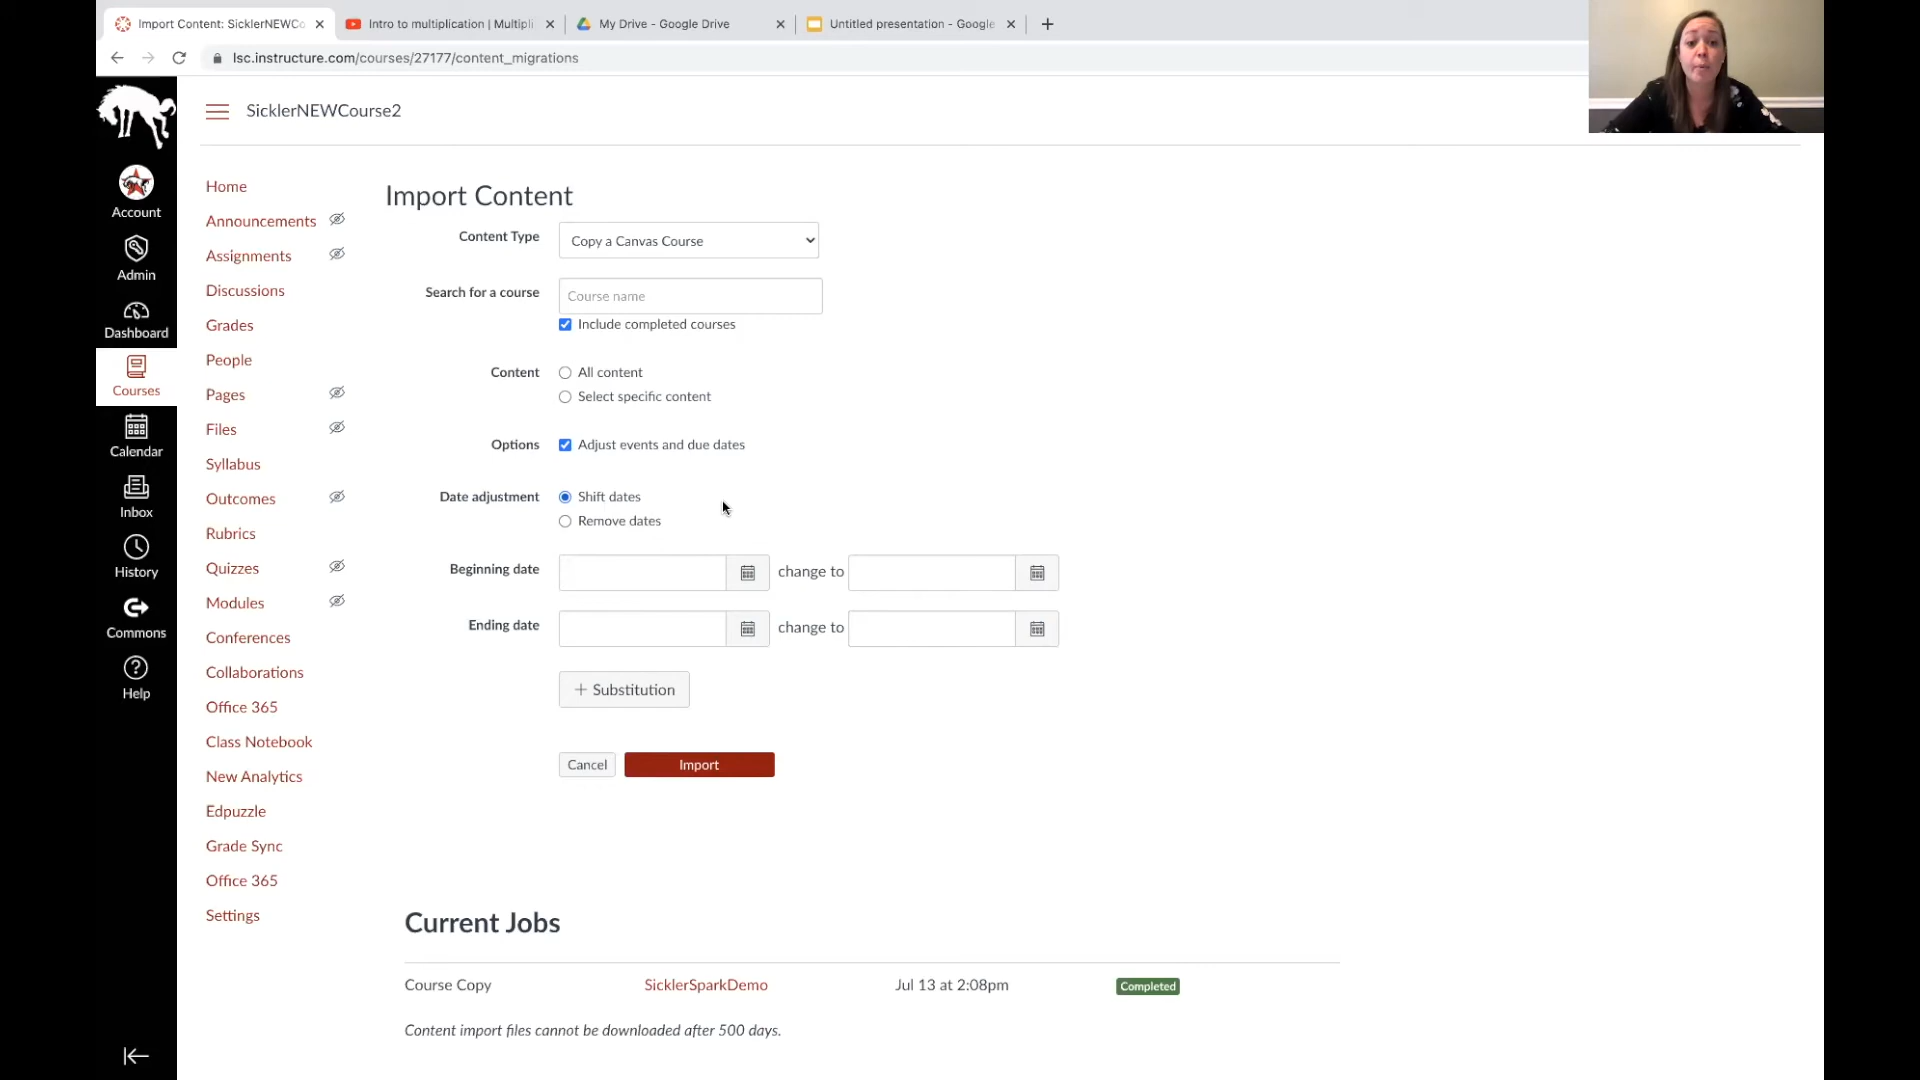 Import Content: SicklerNEWCo
Intro to multiplication | Multipli
My Drive - Google Drive
Untitled presentation - Google
lsc.instructure.com/courses/27177/content_migrations
SicklerNEWCourse2
Account
Admin
Dashboard
Courses
Calendar
Inbox
History
Commons
Help
Home
Announcements
Assignments
Discussions
Grades
People
Pages
Files
Syllabus
Outcomes
Rubrics
Quizzes
Modules
Conferences
Collaborations
Office 365
Class Notebook
New Analytics
Edpuzzle
Grade Sync
Office 365
Settings
Import Content
Content Type Copy a Canvas Course
Search for a course Course name
Include completed courses
Content All content
Select specific content
Options Adjust events and due dates
Date adjustment Shift dates
Remove dates
Beginning date change to
Ending date change to
+ Substitution
Cancel Import
Current Jobs
Course Copy SicklerSparkDemo Jul 13 at 2:08pm Completed
Content import files cannot be downloaded after 500 days.